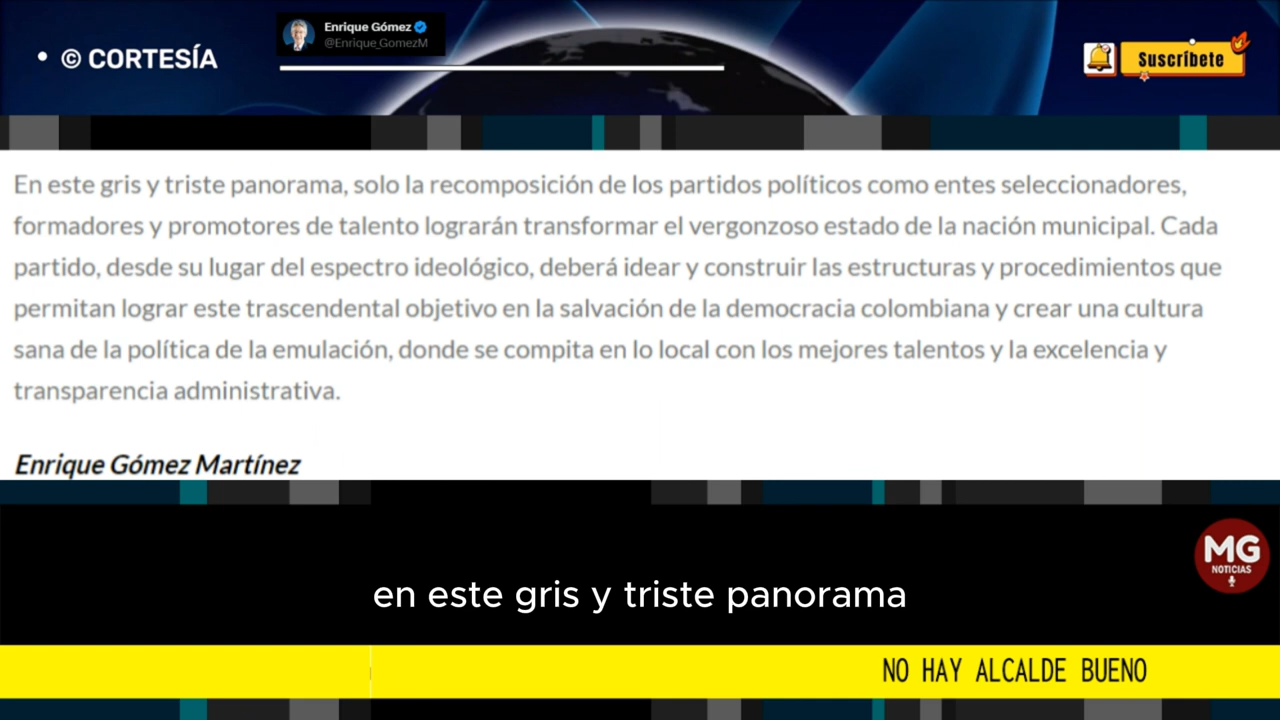 • © CORTESÍA
Enrique Gómez
@Enrique_GomezM
Suscríbete
En este gris y triste panorama, solo la recomposición de los partidos políticos como entes seleccionadores,
formadores y promotores de talento lograrán transformar el vergonzoso estado de la nación municipal. Cada
partido, desde su lugar del espectro ideológico, deberá idear y construir las estructuras y procedimientos que
permitan lograr este trascendental objetivo en la salvación de la democracia colombiana y crear una cultura
sana de la política de la emulación, donde se compita en lo local con los mejores talentos y la excelencia y
transparencia administrativa.
Enrique Gómez Martínez
MG
NOTICIAS
en este gris y triste panorama
NO HAY ALCALDE BUENO